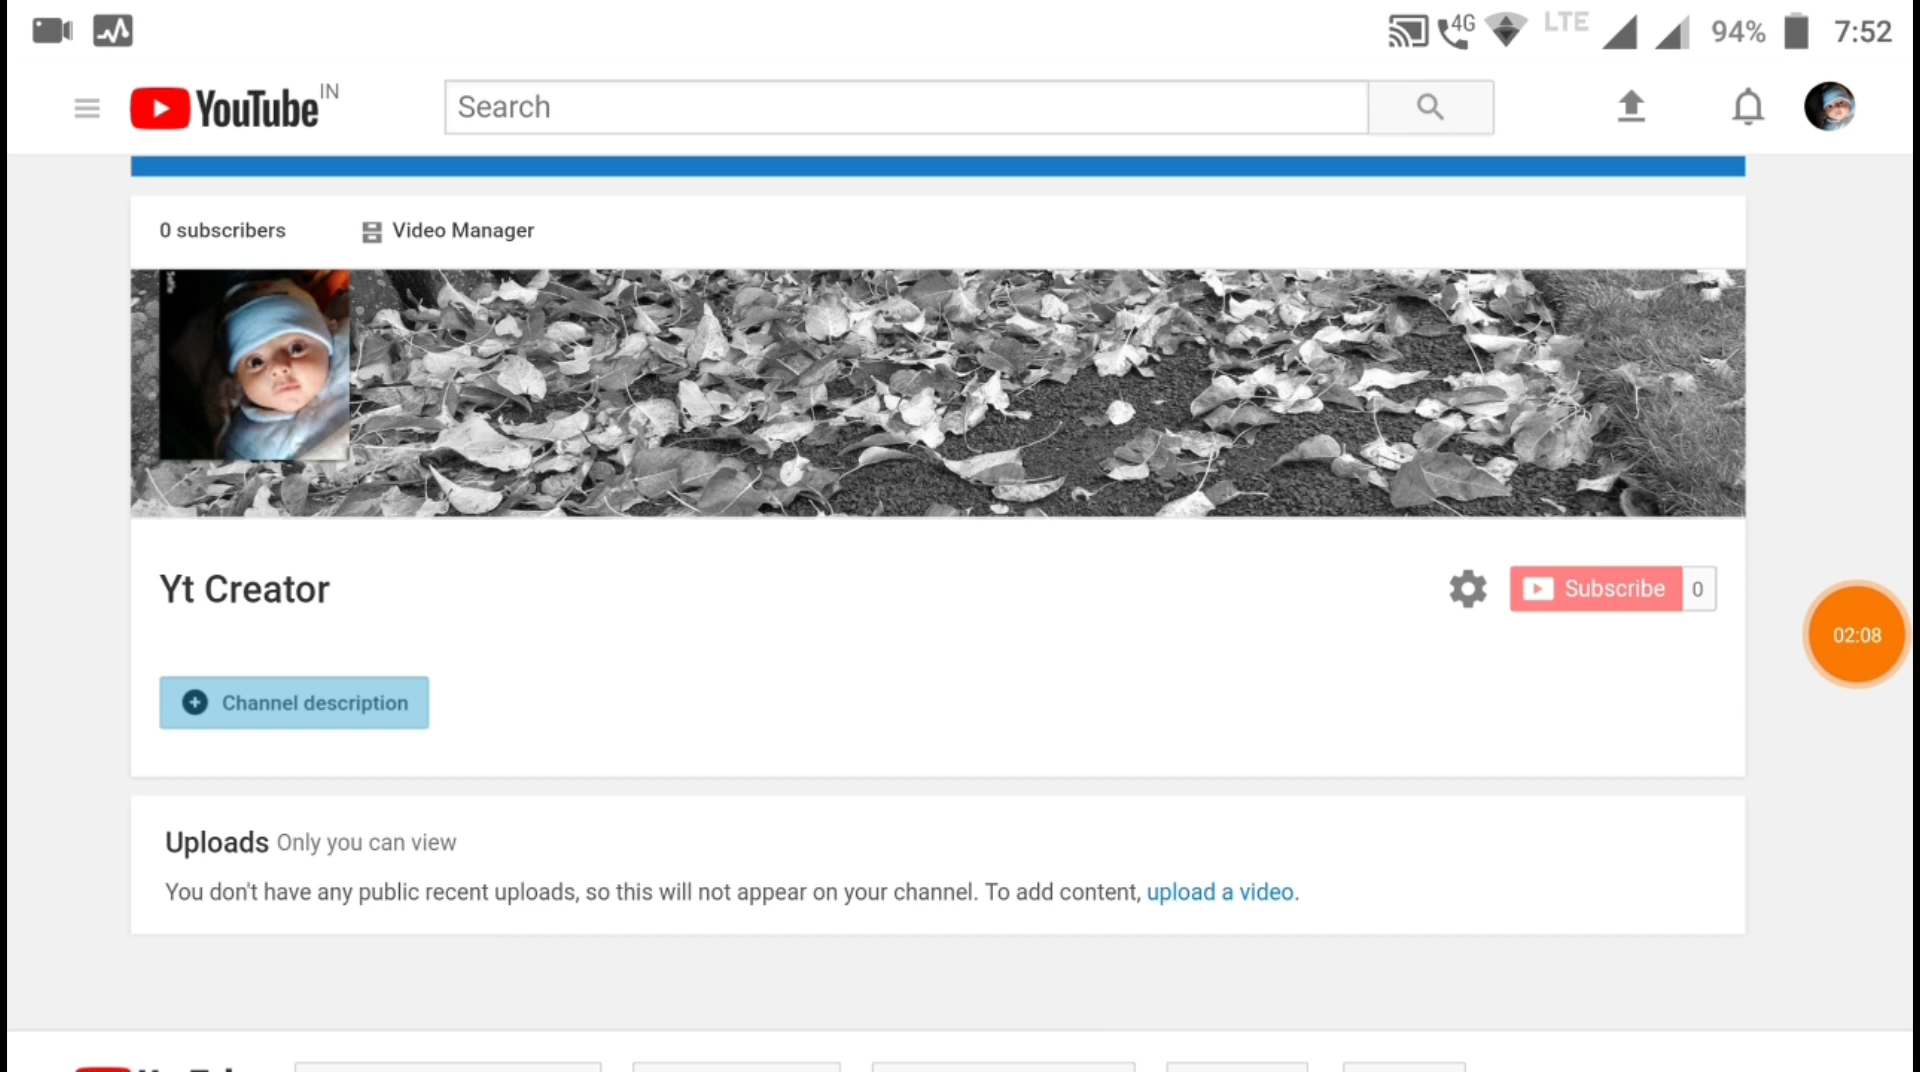 4G LTE 94% 7:52
YouTube IN Search
0 subscribers Video Manager
Yt Creator Subscribe 0
02:08
Channel description
Uploads Only you can view
You don't have any public recent uploads, so this will not appear on your channel. To add content, upload a video.